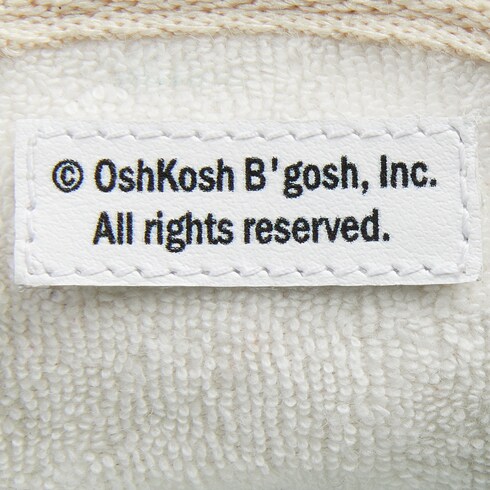 © OshKosh B'gosh, Inc.
All rights reserved.